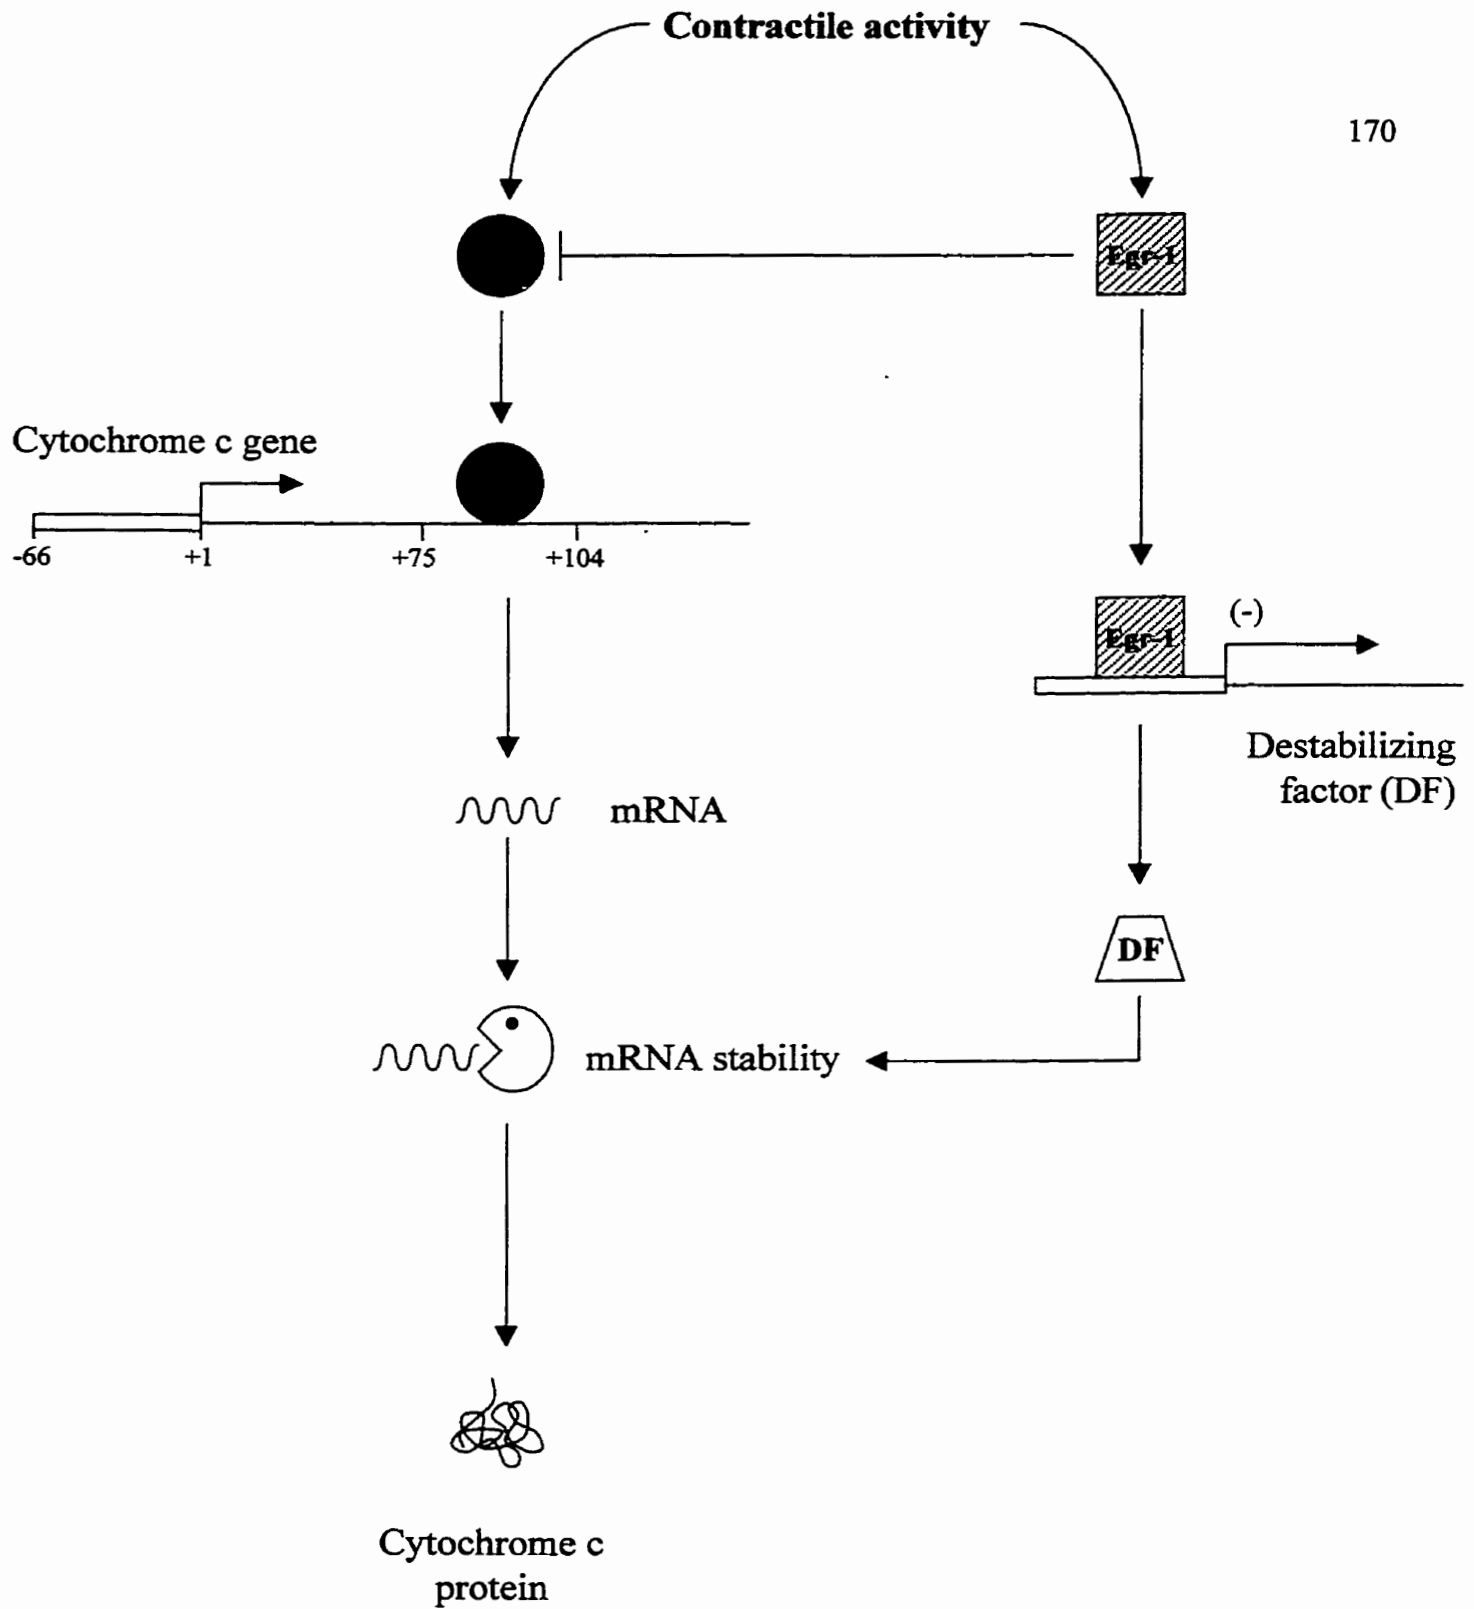 Contractile activity
170
Egr-1
Cytochrome c gene
-66
+1
+75
+104
Egr-1
(-)
Destabilizing
factor (DF)
mRNA
DF
mRNA stability
Cytochrome c
protein